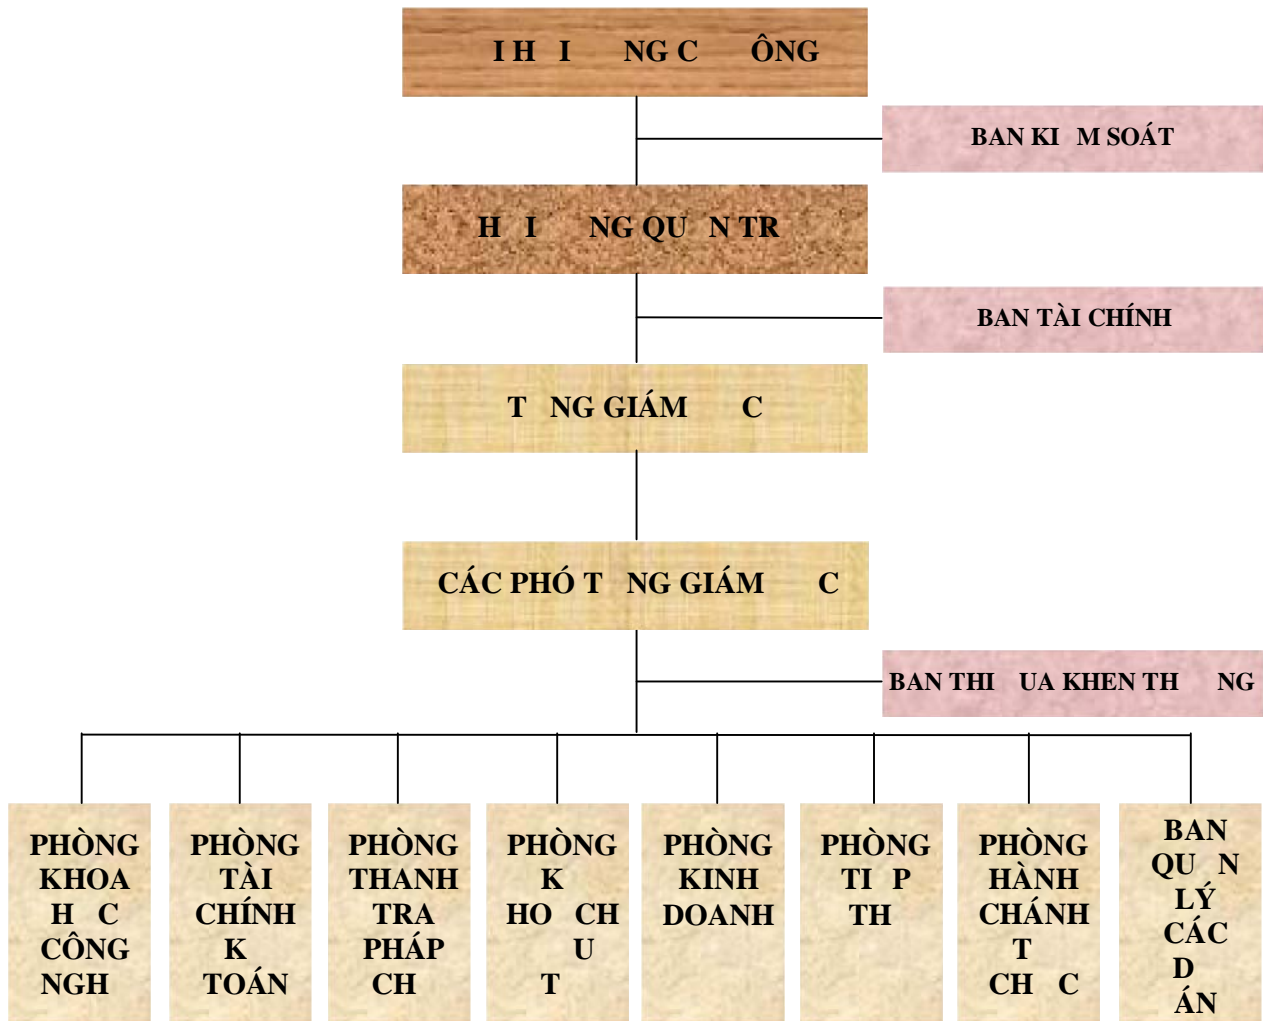 I H I NG C ÔNG
BAN KI M SOÁT
H I NG QU N TR
BAN TÀI CHÍNH
T NG GIÁM C
CÁC PHÓ T NG GIÁM C
BAN THI UA KHEN TH NG
PHÒNG
KHOA
H C
CÔNG
NGH
PHÒNG
TÀI
CHÍNH
K
TOÁN
PHÒNG
THANH
TRA
PHÁP
CH
PHÒNG
K
HO CH
U
T
PHÒNG
KINH
DOANH
PHÒNG
TI P
TH
PHÒNG
HÀNH
CHÁNH
T
CH C
BAN
QU N
LÝ
CÁC
D
ÁN